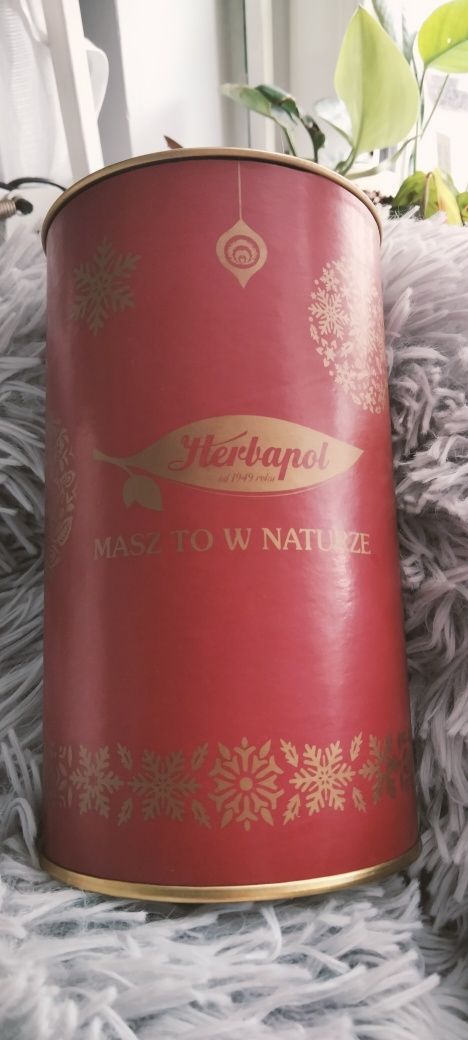 Herbapol
od 1949 roku
MASZ TO W NATURZE